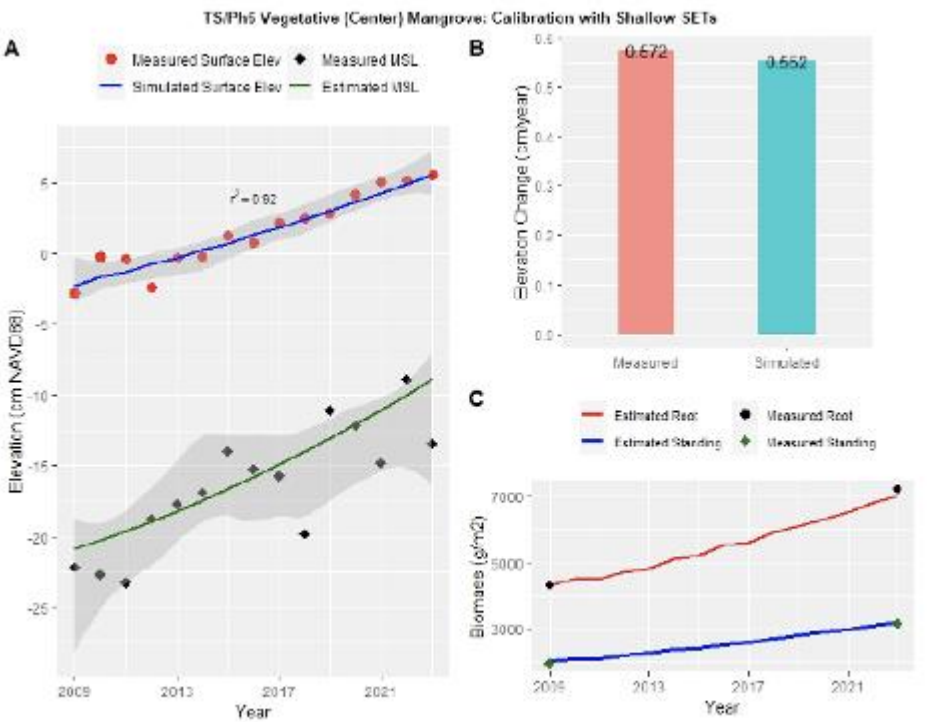 TS/Ph6 Vegetative (Center) Mangrove: Calibration with Shallow SETs
A
Measured Surface Elev
Measured MSL
Simulated Surface Elev
Estimated MSL
r² = 0.92
5
0
-5
-10
-15
-20
-25
Elevation (cm NAVD88)
2009
2013
2017
2021
Year
B
0.6
0.5
0.4
0.3
0.2
0.1
0.0
Elevation Change (cm/year)
0.572
0.552
Measured
Simulated
C
Estimated Root
Measured Root
Estimated Standing
Measured Standing
7000
5000
3000
Biomass (g/m2)
2009
2013
2017
2021
Year